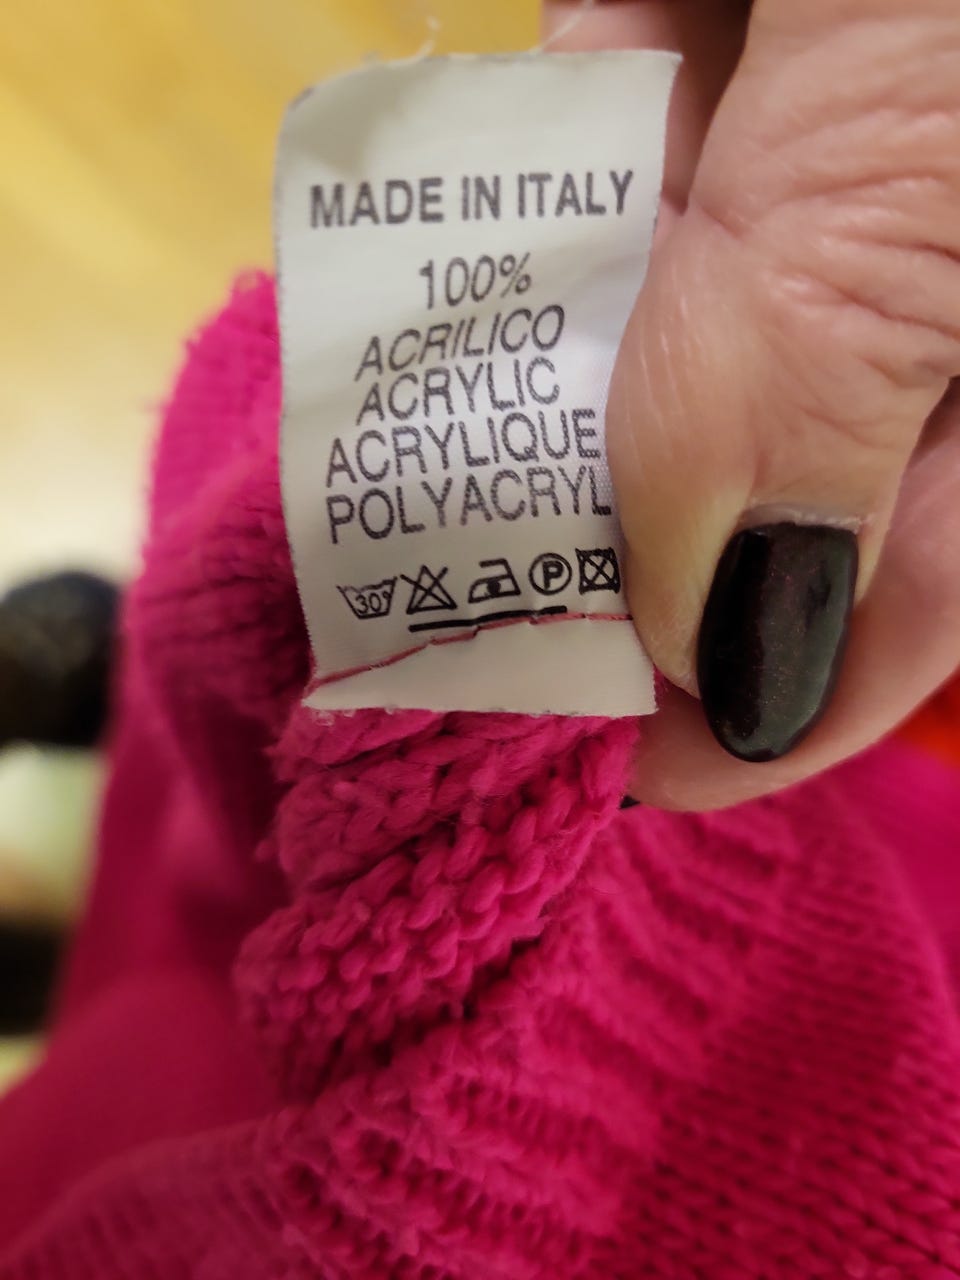 MADE IN ITALY
100%
ACRILICO
ACRYLIC
ACRYLIQUE
POLYACRYL
30° P